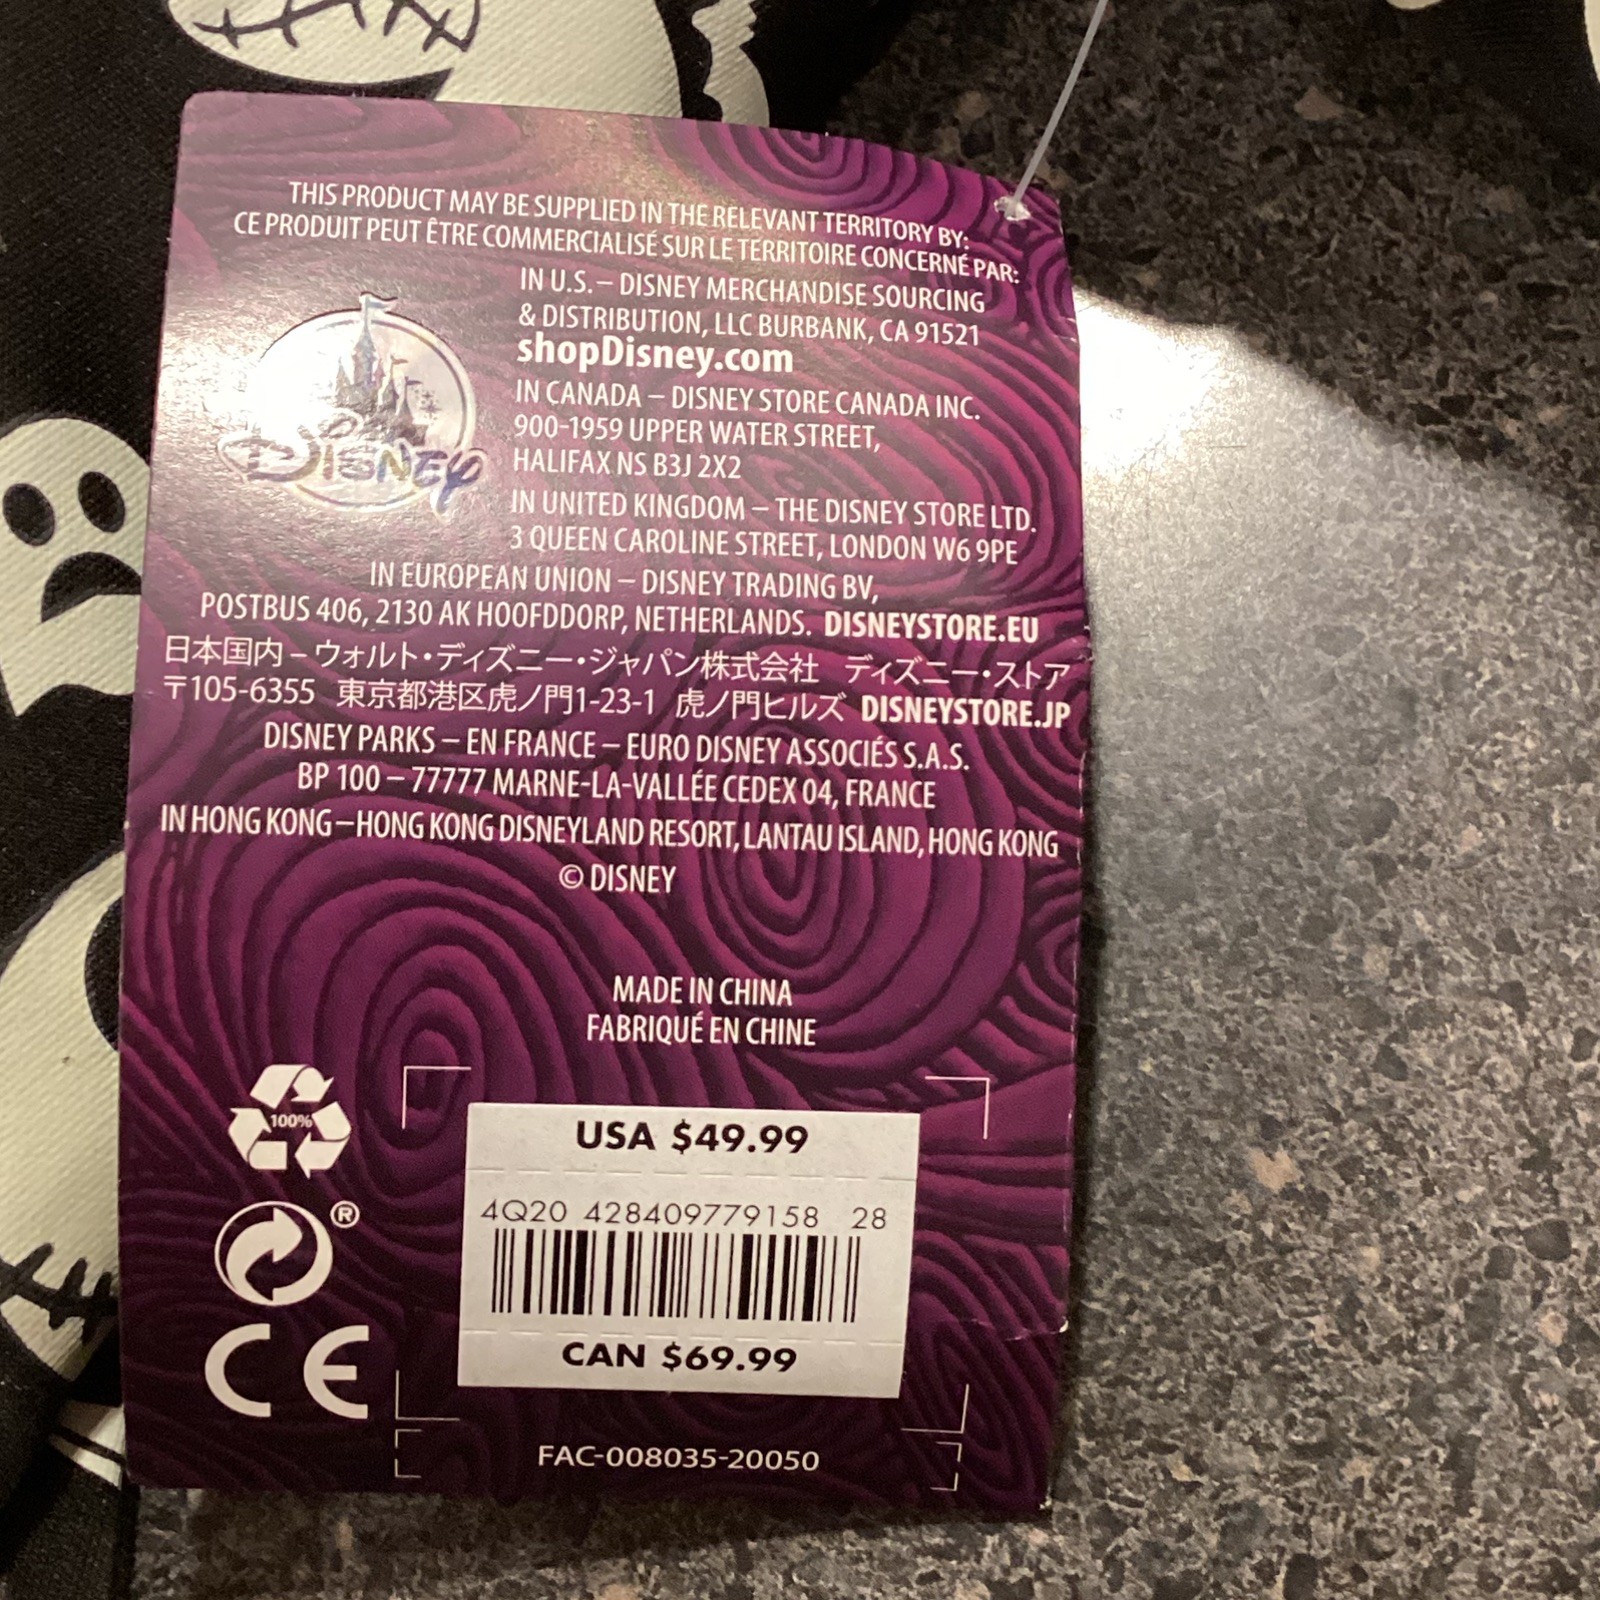 THIS PRODUCT MAY BE SUPPLIED IN THE RELEVANT TERRITORY BY:
CE PRODUIT PEUT ÊTRE COMMERCIALISÉ SUR LE TERRITOIRE CONCERNÉ PAR:
IN U.S. – DISNEY MERCHANDISE SOURCING
& DISTRIBUTION, LLC BURBANK, CA 91521
shopDisney.com
DISNEY
IN CANADA – DISNEY STORE CANADA INC.
900-1959 UPPER WATER STREET,
HALIFAX NS B3J 2X2
IN UNITED KINGDOM – THE DISNEY STORE LTD.
3 QUEEN CAROLINE STREET, LONDON W6 9PE
IN EUROPEAN UNION – DISNEY TRADING BV,
POSTBUS 406, 2130 AK HOOFDDORP, NETHERLANDS. DISNEYSTORE.EU
日本国内 – ウォルト・ディズニー・ジャパン株式会社 ディズニー・ストア
〒105-6355 東京都港区虎ノ門1-23-1 虎ノ門ヒルズ DISNEYSTORE.JP
DISNEY PARKS – EN FRANCE – EURO DISNEY ASSOCIÉS S.A.S.
BP 100 – 77777 MARNE-LA-VALLÉE CEDEX 04, FRANCE
IN HONG KONG – HONG KONG DISNEYLAND RESORT, LANTAU ISLAND, HONG KONG
© DISNEY
MADE IN CHINA
FABRIQUÉ EN CHINE
100%
®
CE
USA $49.99
4Q20 428409779158 28
CAN $69.99
FAC-008035-20050